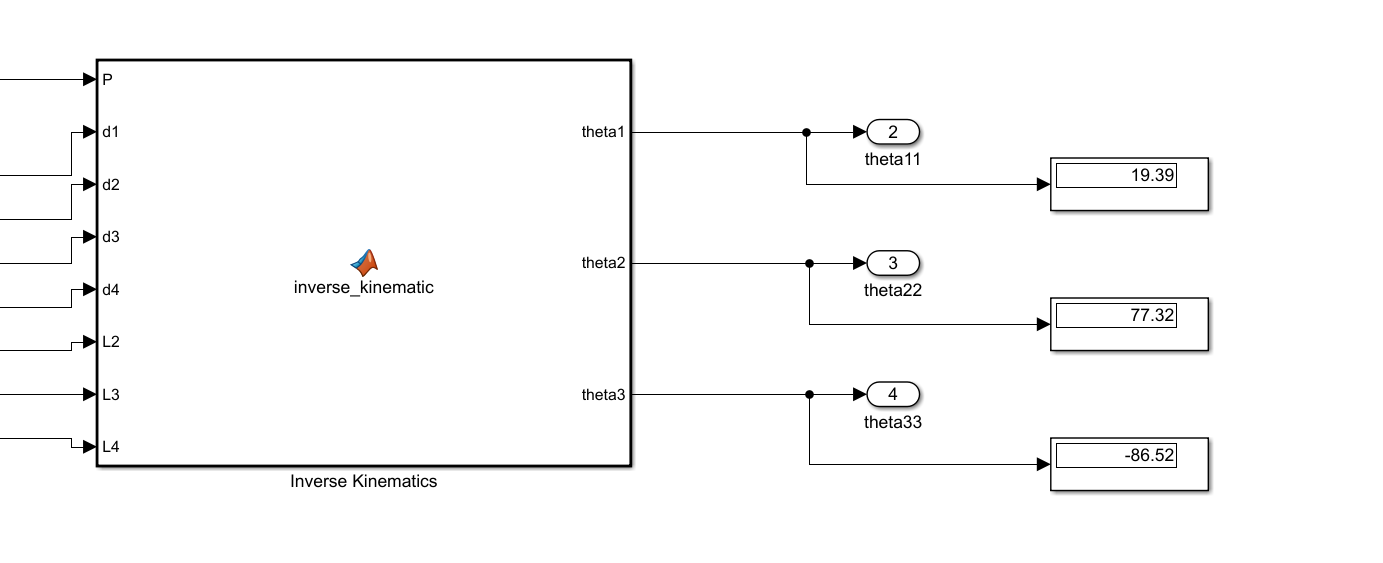 P
d1
d2
d3
d4
L2
L3
L4
inverse_kinematic
theta1
theta2
theta3
Inverse Kinematics
2
theta11
19.39
3
theta22
77.32
4
theta33
-86.52